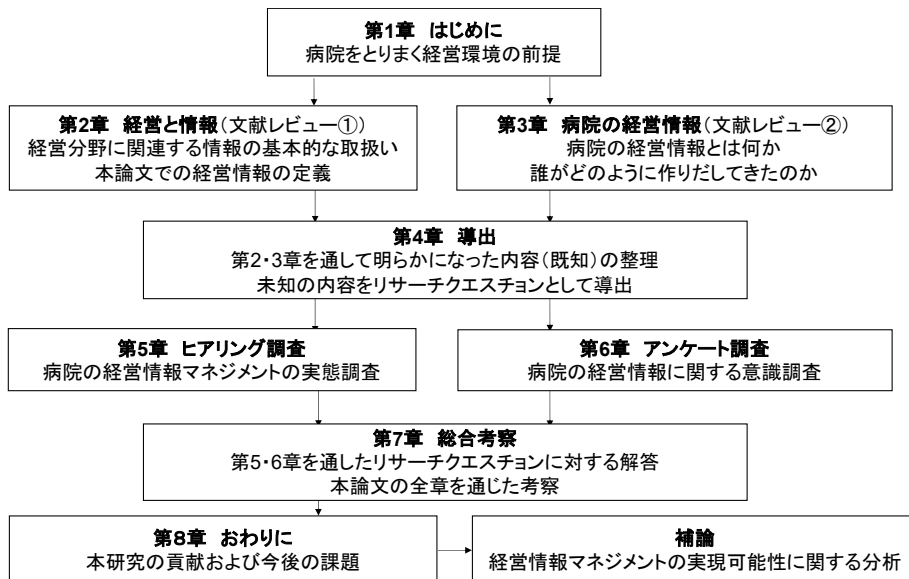 第1章 はじめに
病院をとりまく経営環境の前提
第2章 経営と情報(文献レビュー①)
経営分野に関連する情報の基本的な取扱い
本論文での経営情報の定義
第3章 病院の経営情報(文献レビュー②)
病院の経営情報とは何か
誰がどのように作りだしてきたのか
第4章 導出
第2・3章を通して明らかになった内容(既知)の整理
未知の内容をリサーチクエスチョンとして導出
第5章 ヒアリング調査
病院の経営情報マネジメントの実態調査
第6章 アンケート調査
病院の経営情報に関する意識調査
第7章 総合考察
第5・6章を通したリサーチクエスチョンに対する解答
本論文の全章を通じた考察
第8章 おわりに
本研究の貢献および今後の課題
補論
経営情報マネジメントの実現可能性に関する分析